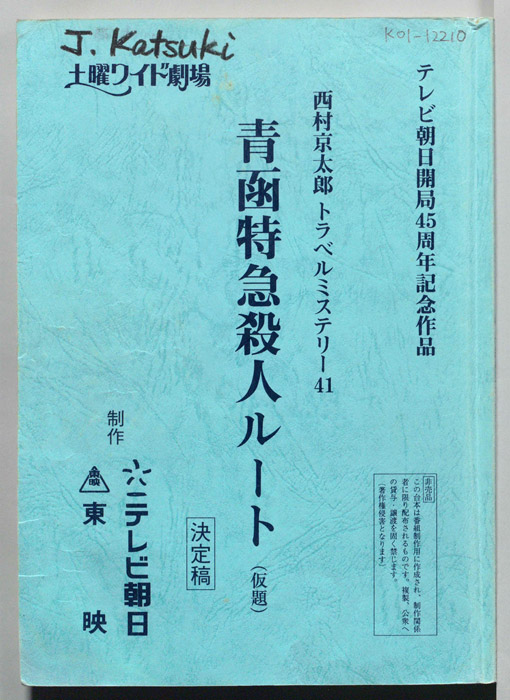 J. Katsuki
K01-12210
土曜ワイド劇場
テレビ朝日開局45周年記念作品
西村京太郎 トラベルミステリー41
青函特急殺人ルート(仮題)
決定稿
制作
テレビ朝日
東映
非売品
この台本は番組制作用に作成され、制作関係
者に限り配布されるものです。複製、公衆へ
の貸与・譲渡を固く禁じます。
(著作権侵害となります)